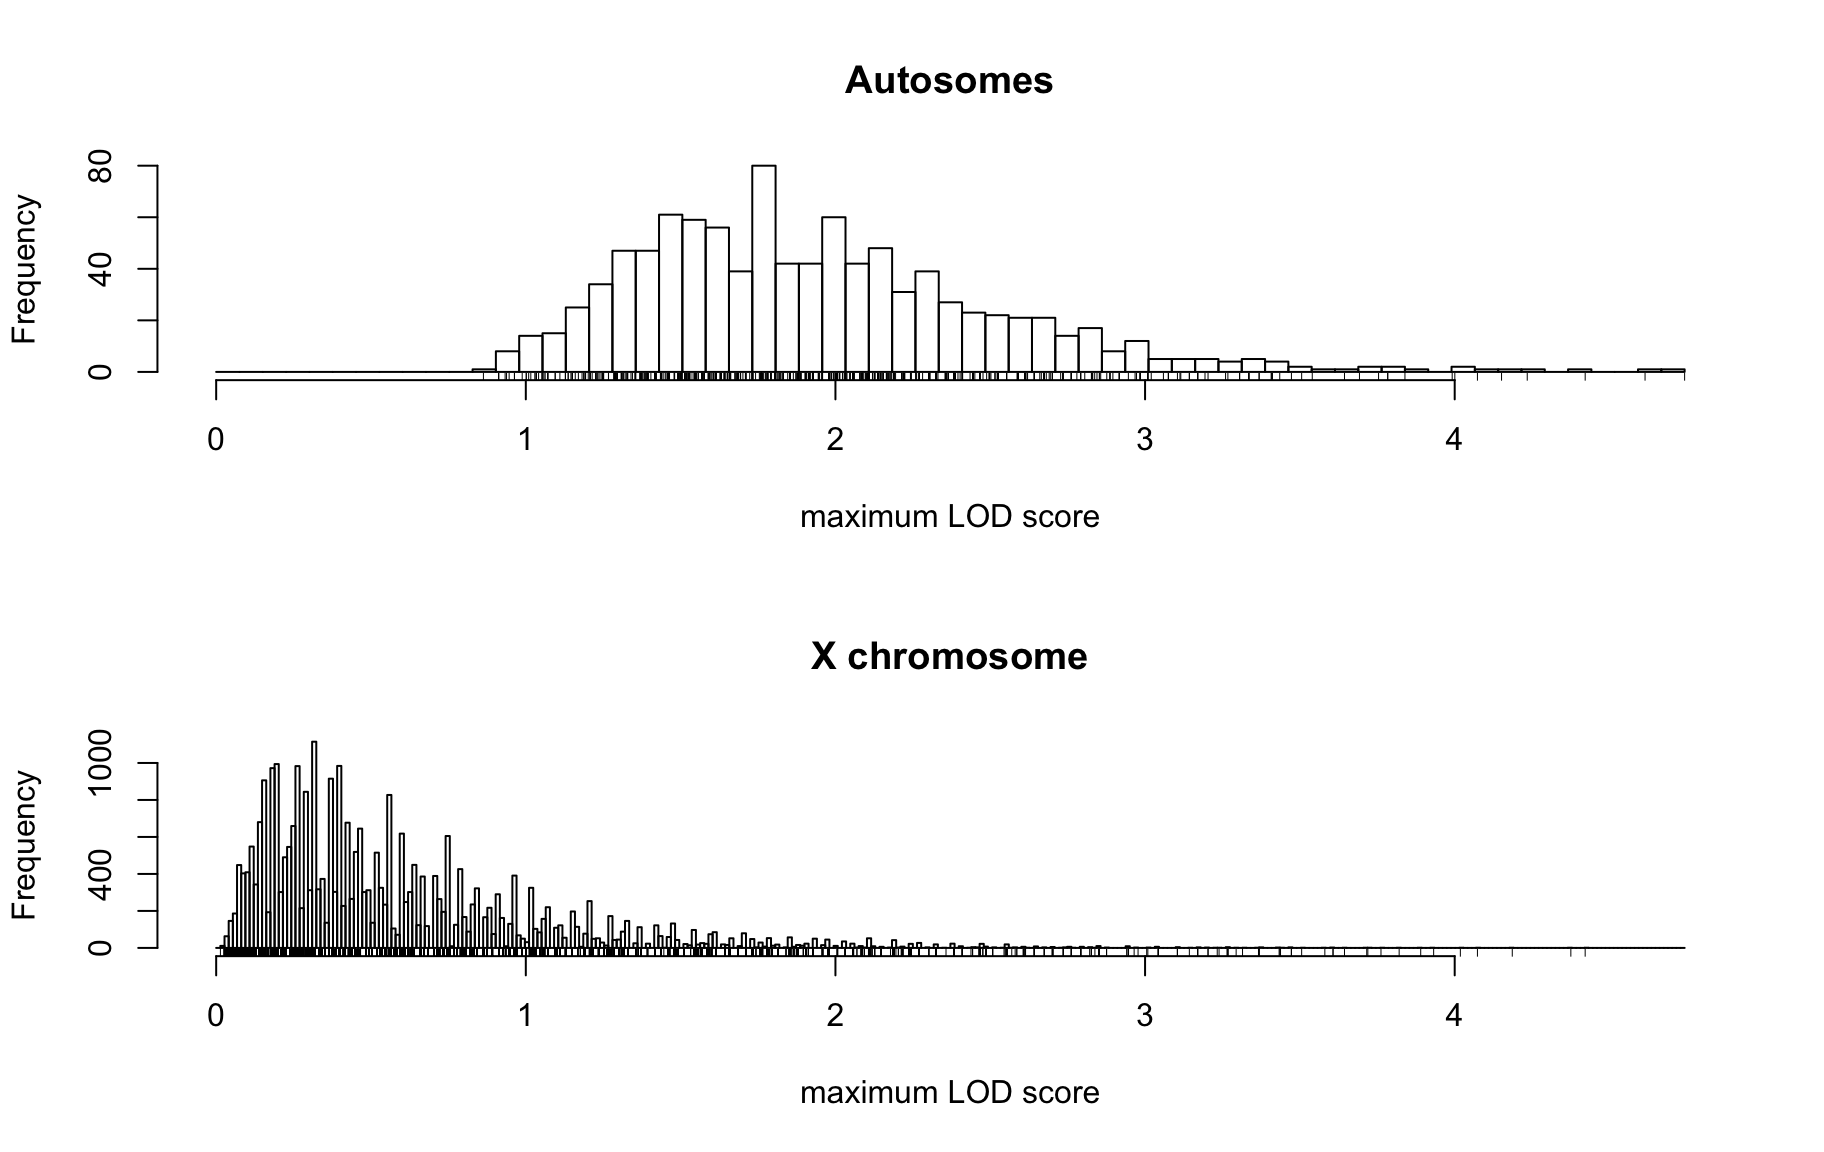 Autosomes
Frequency
80
40
0
0 1 2 3 4
maximum LOD score
X chromosome
Frequency
1000
400
0
0 1 2 3 4
maximum LOD score